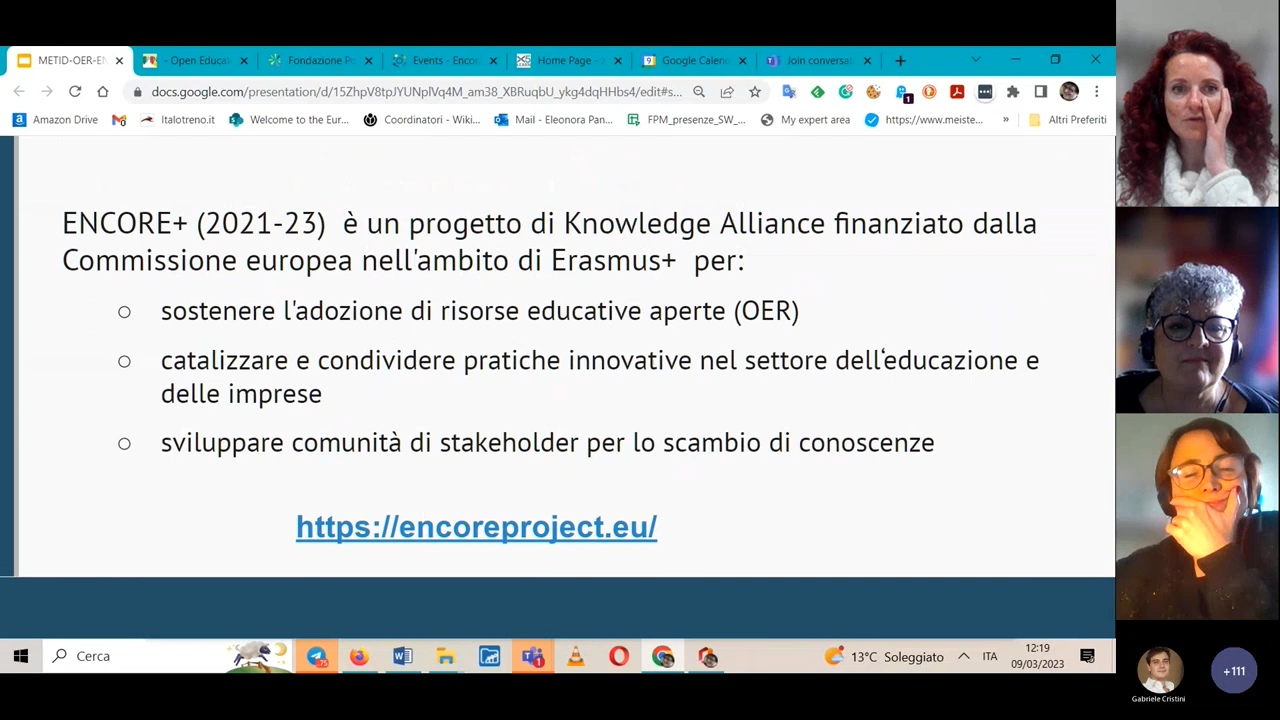 METID-OER-EN
- Open Educat
Fondazione Po
Events - Enco
Home Page - X
Google Calend
Join conversat
docs.google.com/presentation/d/15ZhpV8tpJYUNplVq4M_am38_XBRuqbU_ykg4dqHHbs4/edit#s...
1
Amazon Drive
Italotreno.it
Welcome to the Eur...
Coordinatori - Wiki...
Mail - Eleonora Pan...
FPM_presenze_SW_...
My expert area
https://www.meiste...
»
Altri Preferiti
ENCORE+ (2021-23) è un progetto di Knowledge Alliance finanziato dalla
Commissione europea nell'ambito di Erasmus+ per:
sostenere l'adozione di risorse educative aperte (OER)
catalizzare e condividere pratiche innovative nel settore dell‘educazione e
delle imprese
sviluppare comunità di stakeholder per lo scambio di conoscenze
https://encoreproject.eu/
Cerca
13°C Soleggiato
ITA
12:19
09/03/2023
Gabriele Cristini
+111